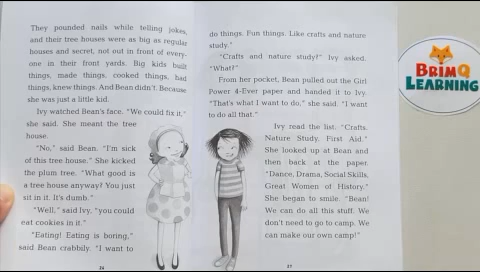 They pounded nails while telling jokes,
and their tree houses were as big as regular
houses and secret, not out in front of every-
one in their front yards. Big kids built
things, made things, cooked things, had
things, knew things. And Bean didn't. Because
she was just a little kid.
Ivy watched Bean's face. "We could fix it,"
she said. She meant the tree
house.
"No," said Bean. "I'm sick
of this tree house." She kicked
the plum tree. "What good is
a tree house anyway? You just
sit in it. It's dumb."
"Well," said Ivy, "you could
eat cookies in it."
"Eating! Eating is boring,"
said Bean crabbily. "I want to
26
do things. Fun things. Like crafts and nature
study."
"Crafts and nature study?" Ivy asked.
"What?"
From her pocket, Bean pulled out the Girl
Power 4-Ever paper and handed it to Ivy.
"That's what I want to do," she said. "I want
to do all that."
Ivy read the list. "Crafts.
Nature Study. First Aid."
She looked up at Bean and
then back at the paper.
"Dance, Drama, Social Skills,
Great Women of History."
She began to smile. "Bean!
We can do all this stuff. We
don't need to go to camp. We
can make our own camp!"
27
BRIMQ
LEARNING